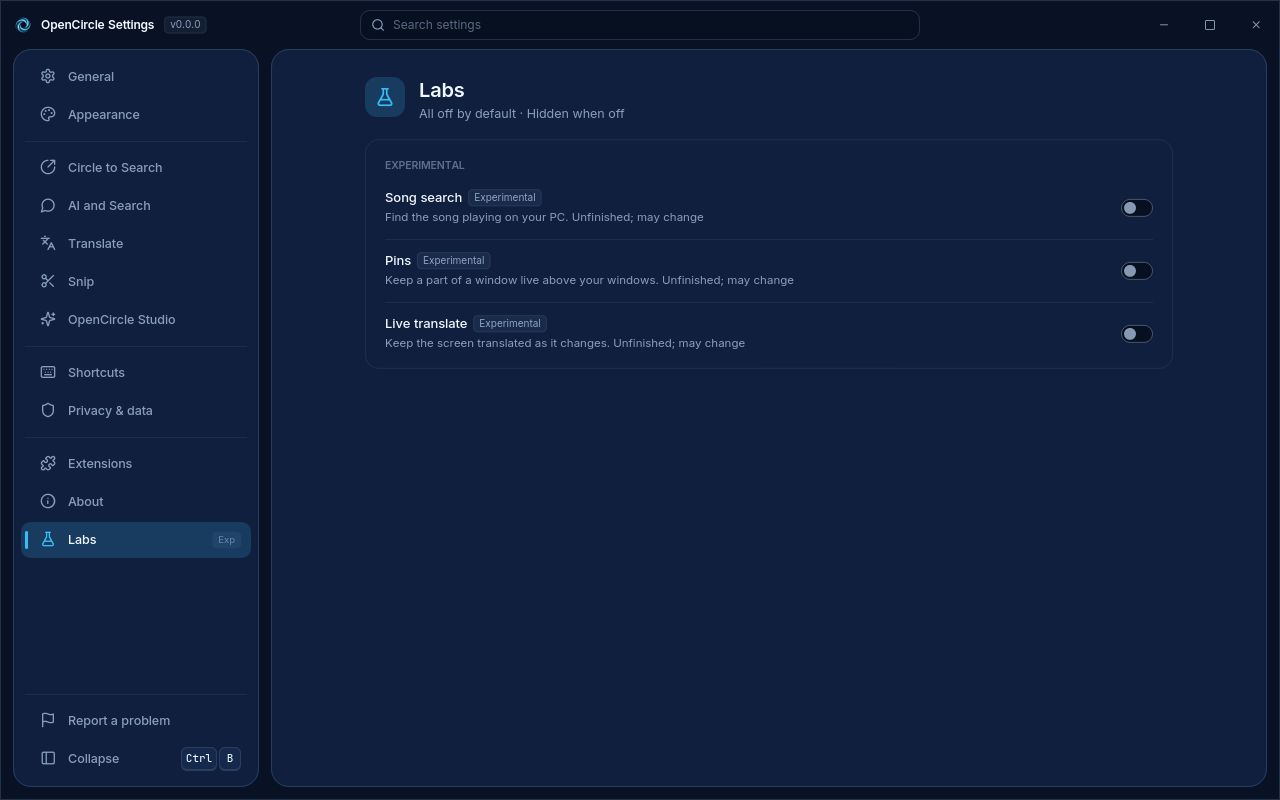 OpenCircle Settings v0.0.0
Search settings
General
Appearance
Circle to Search
AI and Search
Translate
Snip
OpenCircle Studio
Shortcuts
Privacy & data
Extensions
About
Labs Exp
Report a problem
Collapse Ctrl B
Labs
All off by default · Hidden when off
EXPERIMENTAL
Song search Experimental
Find the song playing on your PC. Unfinished; may change
Pins Experimental
Keep a part of a window live above your windows. Unfinished; may change
Live translate Experimental
Keep the screen translated as it changes. Unfinished; may change